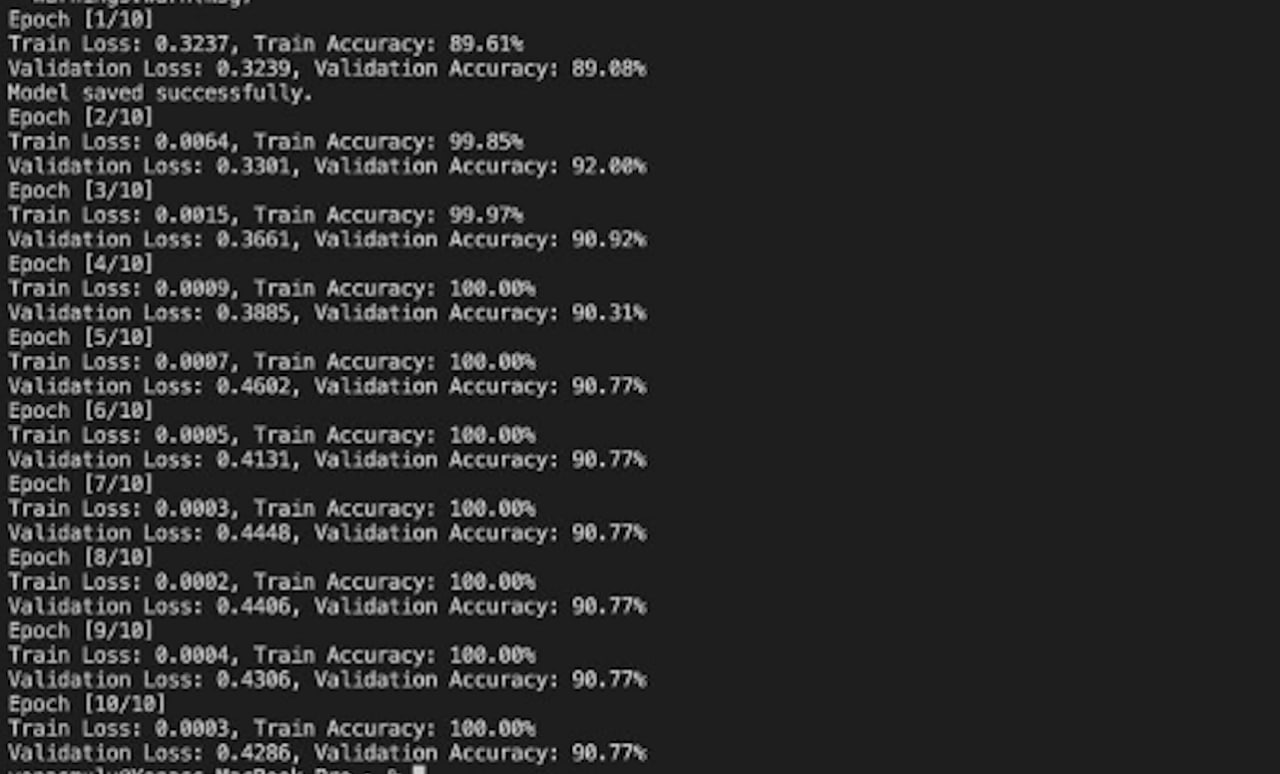 Epoch [1/10]
Train Loss: 0.3237, Train Accuracy: 89.61%
Validation Loss: 0.3239, Validation Accuracy: 89.08%
Model saved successfully.
Epoch [2/10]
Train Loss: 0.0064, Train Accuracy: 99.85%
Validation Loss: 0.3301, Validation Accuracy: 92.00%
Epoch [3/10]
Train Loss: 0.0015, Train Accuracy: 99.97%
Validation Loss: 0.3661, Validation Accuracy: 90.92%
Epoch [4/10]
Train Loss: 0.0009, Train Accuracy: 100.00%
Validation Loss: 0.3885, Validation Accuracy: 90.31%
Epoch [5/10]
Train Loss: 0.0007, Train Accuracy: 100.00%
Validation Loss: 0.4602, Validation Accuracy: 90.77%
Epoch [6/10]
Train Loss: 0.0005, Train Accuracy: 100.00%
Validation Loss: 0.4131, Validation Accuracy: 90.77%
Epoch [7/10]
Train Loss: 0.0003, Train Accuracy: 100.00%
Validation Loss: 0.4448, Validation Accuracy: 90.77%
Epoch [8/10]
Train Loss: 0.0002, Train Accuracy: 100.00%
Validation Loss: 0.4406, Validation Accuracy: 90.77%
Epoch [9/10]
Train Loss: 0.0004, Train Accuracy: 100.00%
Validation Loss: 0.4306, Validation Accuracy: 90.77%
Epoch [10/10]
Train Loss: 0.0003, Train Accuracy: 100.00%
Validation Loss: 0.4286, Validation Accuracy: 90.77%